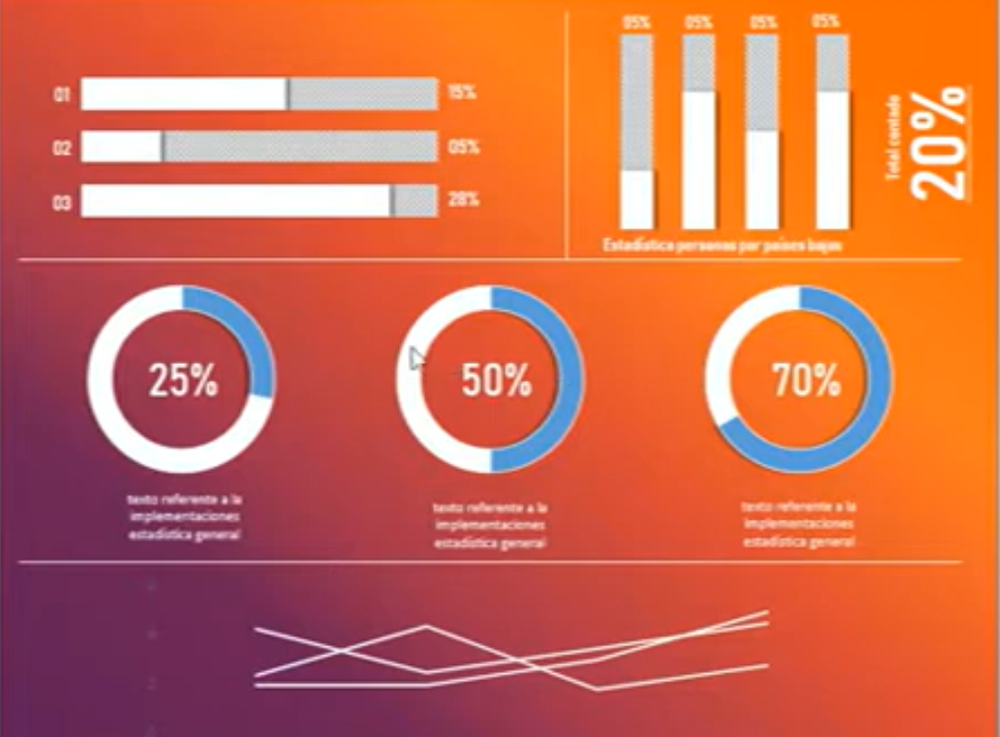 01
15%
02
05%
03
28%
05%
05%
05%
05%
Estadística personas por países bajos
Total contado
20%
25%
50%
70%
texto referente a la
implementaciones
estadística general
texto referente a la
implementaciones
estadística general
texto referente a la
implementaciones
estadística general